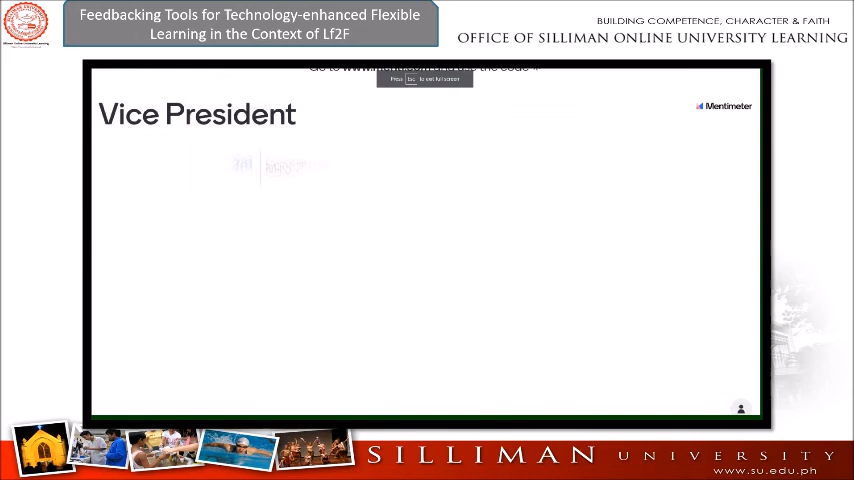 Feedbacking Tools for Technology-enhanced Flexible
Learning in the Context of Lf2F
BUILDING COMPETENCE, CHARACTER & FAITH
OFFICE OF SILLIMAN ONLINE UNIVERSITY LEARNING
Go to www.menti.com and use the code
Press Esc to exit full screen
Vice President
Mentimeter
SILLIMAN UNIVERSITY
www.su.edu.ph